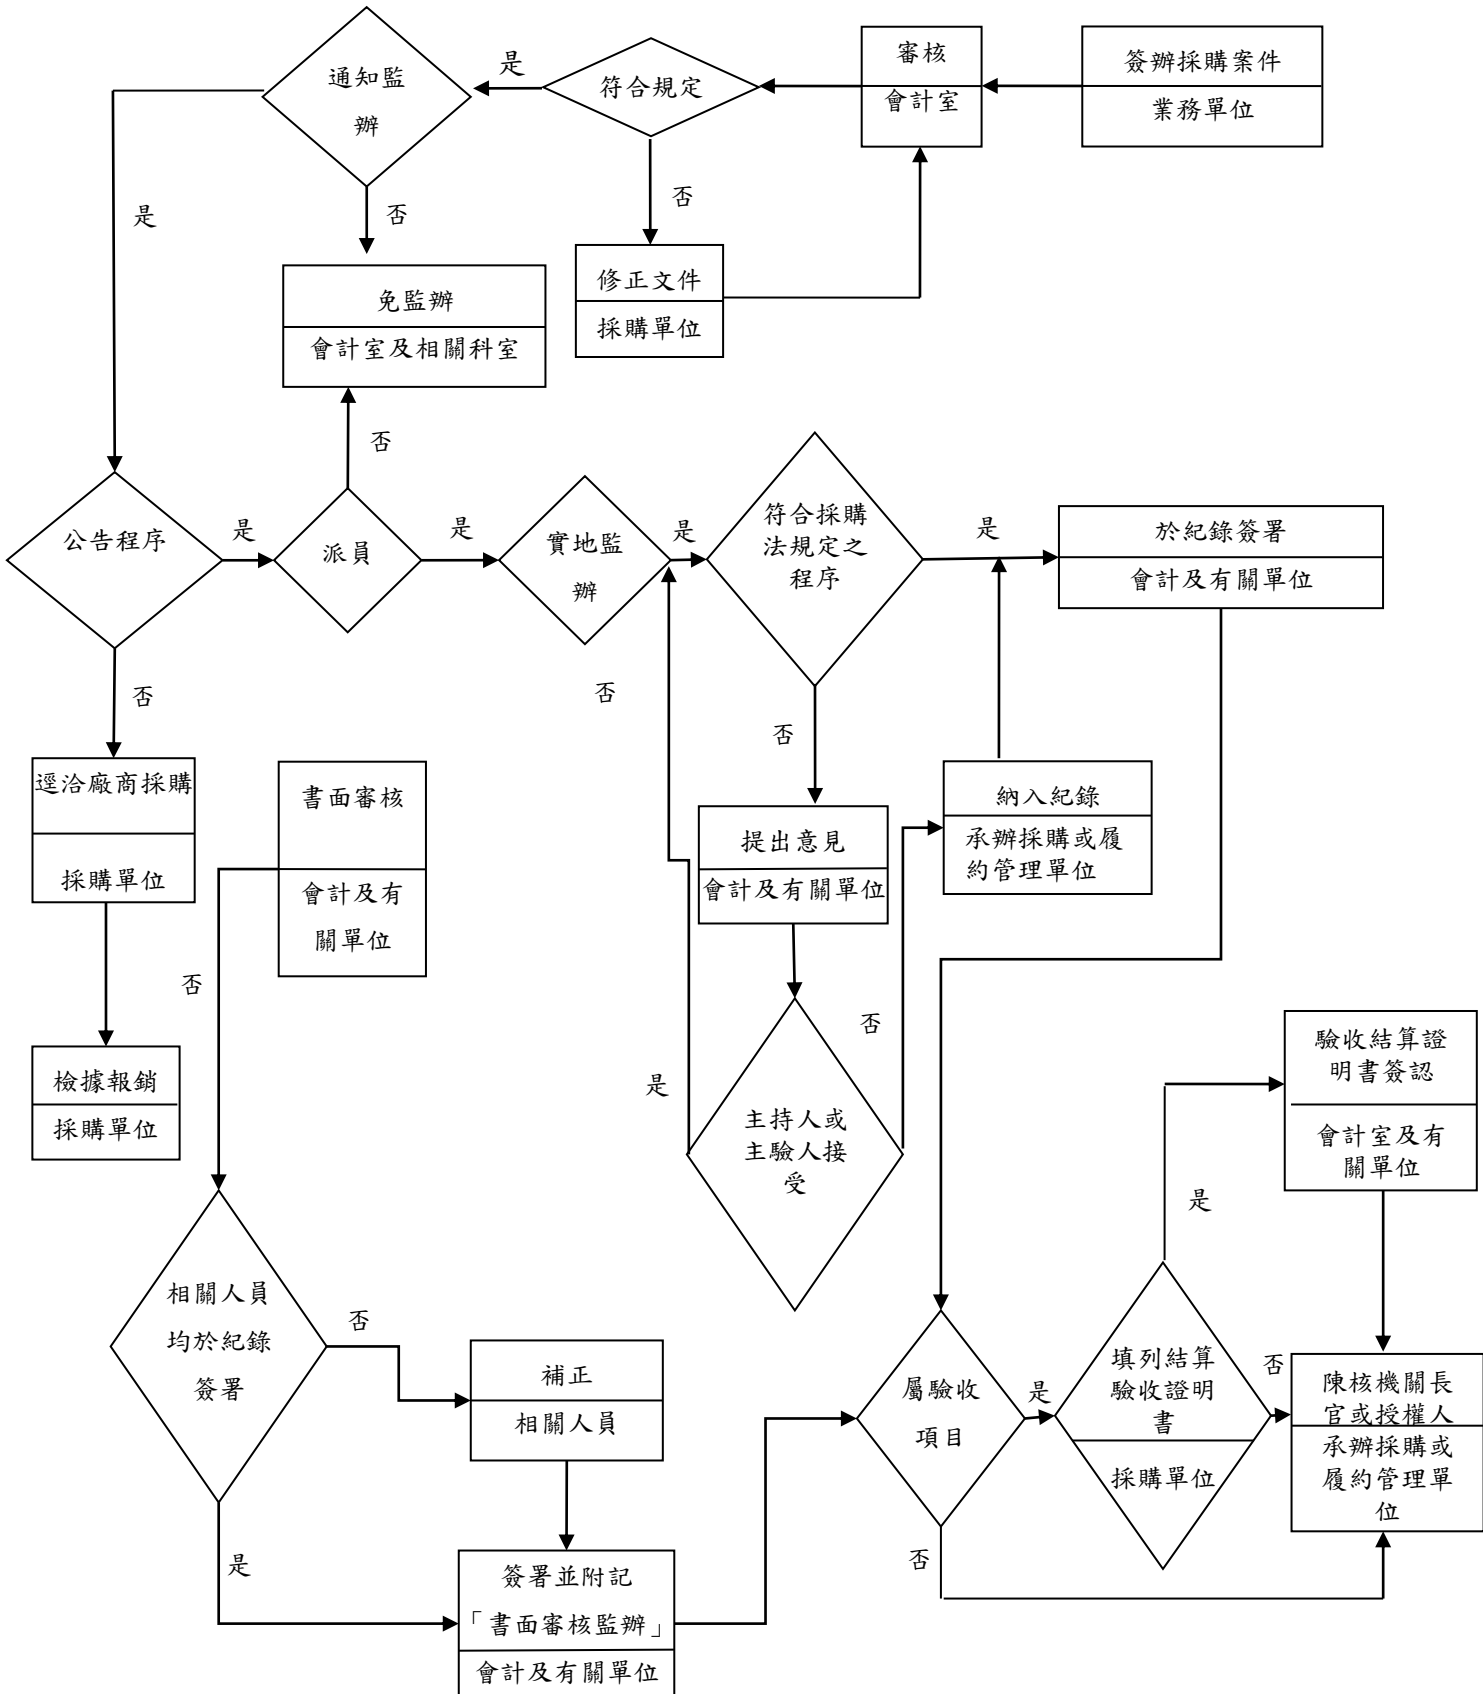 通知監
辦
是
符合規定
審核
會計室
簽辦採購案件
業務單位
是
否
否
修正文件
採購單位
免監辦
會計室及相關科室
否
公告程序
是
派員
是
實地監
辦
是
符合採購
法規定之
程序
是
於紀錄簽署
會計及有關單位
否
否
否
逕洽廠商採購
採購單位
書面審核
會計及有
關單位
提出意見
會計及有關單位
納入紀錄
承辦採購或履
約管理單位
否
檢據報銷
採購單位
是
否
主持人或
主驗人接
受
驗收結算證
明書簽認
會計室及有
關單位
是
相關人員
均於紀錄
簽署
否
補正
相關人員
屬驗收
項目
是
填列結算
驗收證明
書
採購單位
否
陳核機關長
官或授權人
承辦採購或
履約管理單
位
是
否
簽署並附記
「書面審核監辦」
會計及有關單位